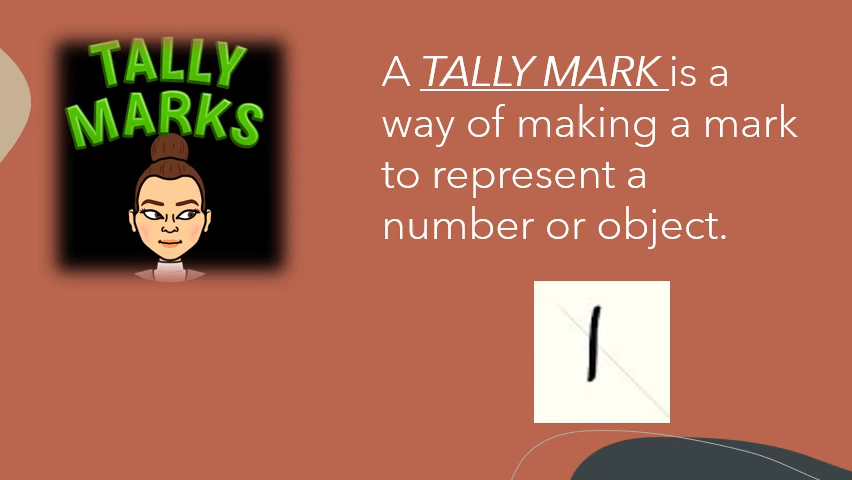 TALLY
MARKS
A TALLY MARK is a
way of making a mark
to represent a
number or object.